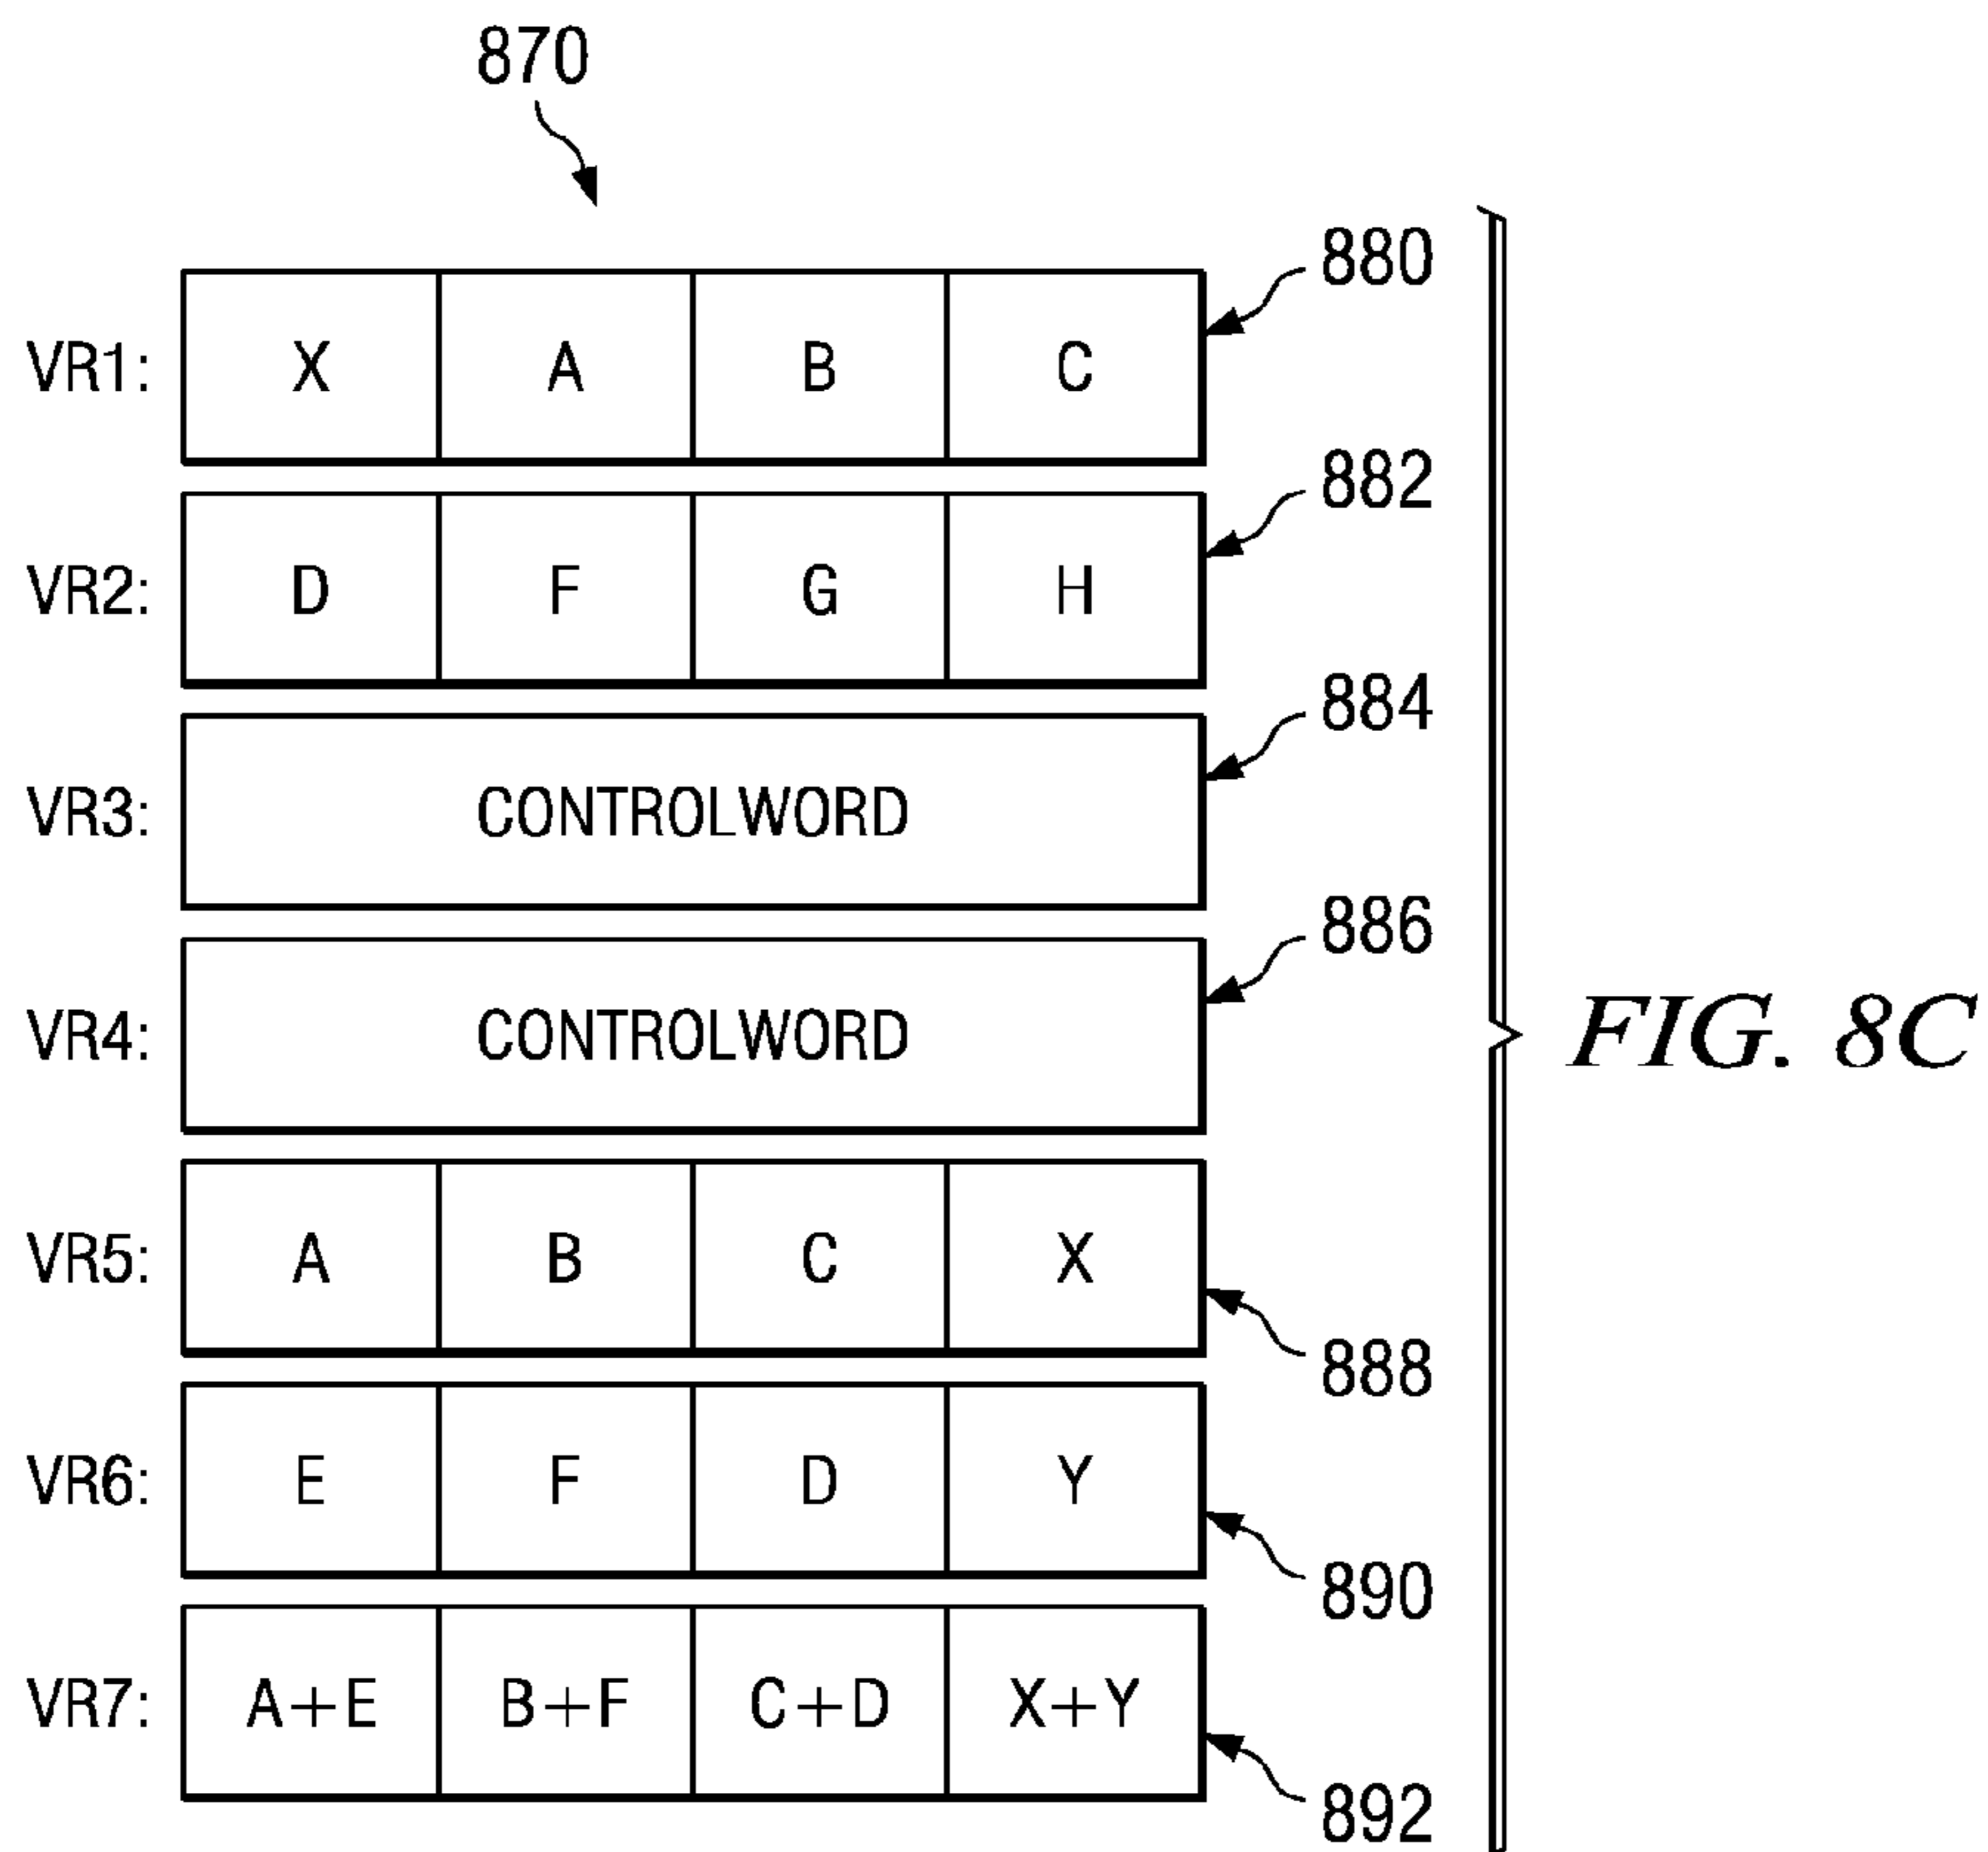 870
880
VR1: X A B C
882
VR2: D F G H
884
VR3: CONTROLWORD
886
VR4: CONTROLWORD
FIG. 8C
VR5: A B C X
888
VR6: E F D Y
890
VR7: A+E B+F C+D X+Y
892